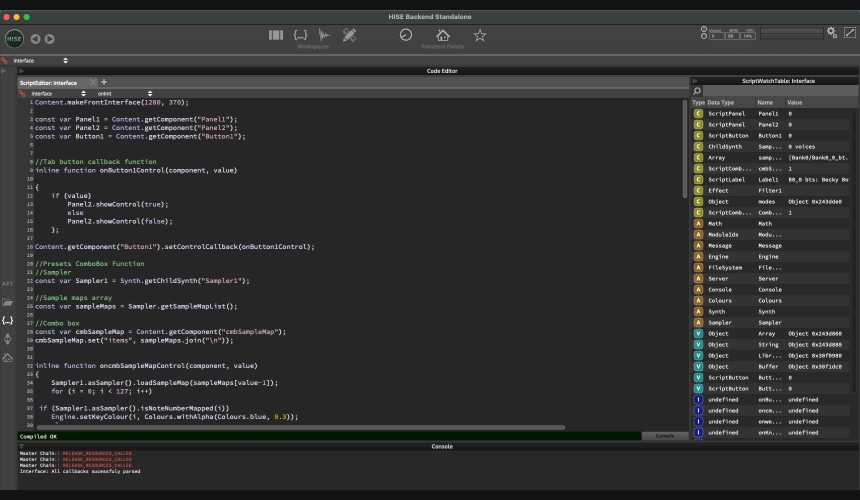 HISE Backend Standalone
HISE
Workspaces
Frontend Panels
Voices BPM CPU
0 120 14%
Interface
Code Editor
ScriptEditor: Interface
Interface onInit
1 Content.makeFrontInterface(1200, 370);
2
3 const var Panel1 = Content.getComponent("Panel1");
4 const var Panel2 = Content.getComponent("Panel2");
5 const var Button1 = Content.getComponent("Button1");
6
7
8 //Tab button callback function
9 inline function onButton1Control(component, value)
10
11 {
12 if (value)
13 Panel2.showControl(true);
14 else
15 Panel2.showControl(false);
16 };
17
18 Content.getComponent("Button1").setControlCallback(onButton1Control);
19
20 //Presets ComboBox Function
21 //Sampler
22 const var Sampler1 = Synth.getChildSynth("Sampler1");
23
24 //Sample maps array
25 const var sampleMaps = Sampler.getSampleMapList();
26
27 //Combo box
28 const var cmbSampleMap = Content.getComponent("cmbSampleMap");
29 cmbSampleMap.set("items", sampleMaps.join("\n"));
30
31
32 inline function oncmbSampleMapControl(component, value)
33 {
34 Sampler1.asSampler().loadSampleMap(sampleMaps[value-1]);
35 for (i = 0; i < 127; i++)
36
37 if (Sampler1.asSampler().isNoteNumberMapped(i))
38 Engine.setKeyColour(i, Colours.withAlpha(Colours.blue, 0.3));
39
Compiled OK
Compile
API
ScriptWatchTable: Interface
Type Data Type Name Value
C ScriptPanel Panel1 0
C ScriptPanel Panel2 0
C ScriptButton Button1 0
C ChildSynth Samp... 0 voices
C Array samp... [Bank0/Bank0_0_bt.
C ScriptComb... cmbS... 1
C ScriptLabel Label1 B0_0 bts: Becky Bo
C Effect Filter1
C Object modes Object 0x243dde0
C ScriptComb... Comb... 1
A Math Math
A ModuleIds Modu...
A Message Message
A Engine Engine
A FileSystem File...
A Server Server
A Console Console
A Colours Colours
A Synth Synth
A Sampler Sampler
V Object Array Object 0x243d860
V Object String Object 0x243d880
V Object Libr... Object 0x30f0980
V Object Buffer Object 0x30f1dc0
V ScriptButton Butt... 0
V ScriptButton Butt... 0
I undefined onBu... undefined
I undefined oncm... undefined
I undefined onwe... undefined
I undefined onKn... undefined
Console
Master Chain:: RELEASE_RESOURCES_CALLED
Master Chain:: RELEASE_RESOURCES_CALLED
Master Chain:: RELEASE_RESOURCES_CALLED
Interface: All callbacks sucessfuly parsed